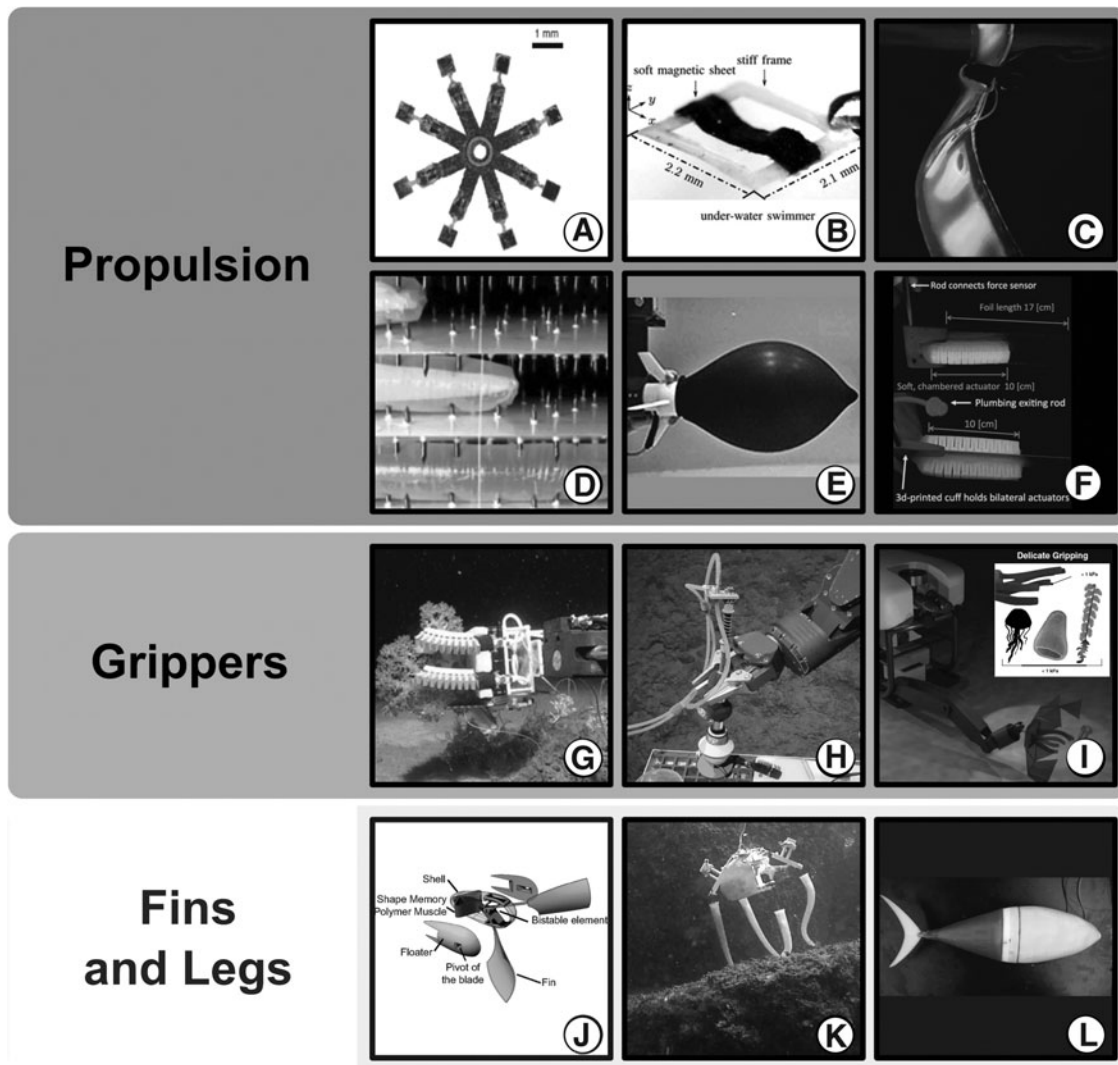 Propulsion
1 mm
A
soft magnetic sheet
stiff frame
z
y
x
2.2 mm
2.1 mm
under-water swimmer
B
C
D
E
Rod connects force sensor
Foil length 17 [cm]
Soft, chambered actuator 10 [cm]
Plumbing exiting rod
10 [cm]
3d-printed cuff holds bilateral actuators
F
Grippers
G
H
Delicate Gripping
< 1 kPa
I
Fins
and Legs
Shell
Shape Memory
Polymer Muscle
Bistable element
Floater
Pivot of
the blade
Fin
J
K
L